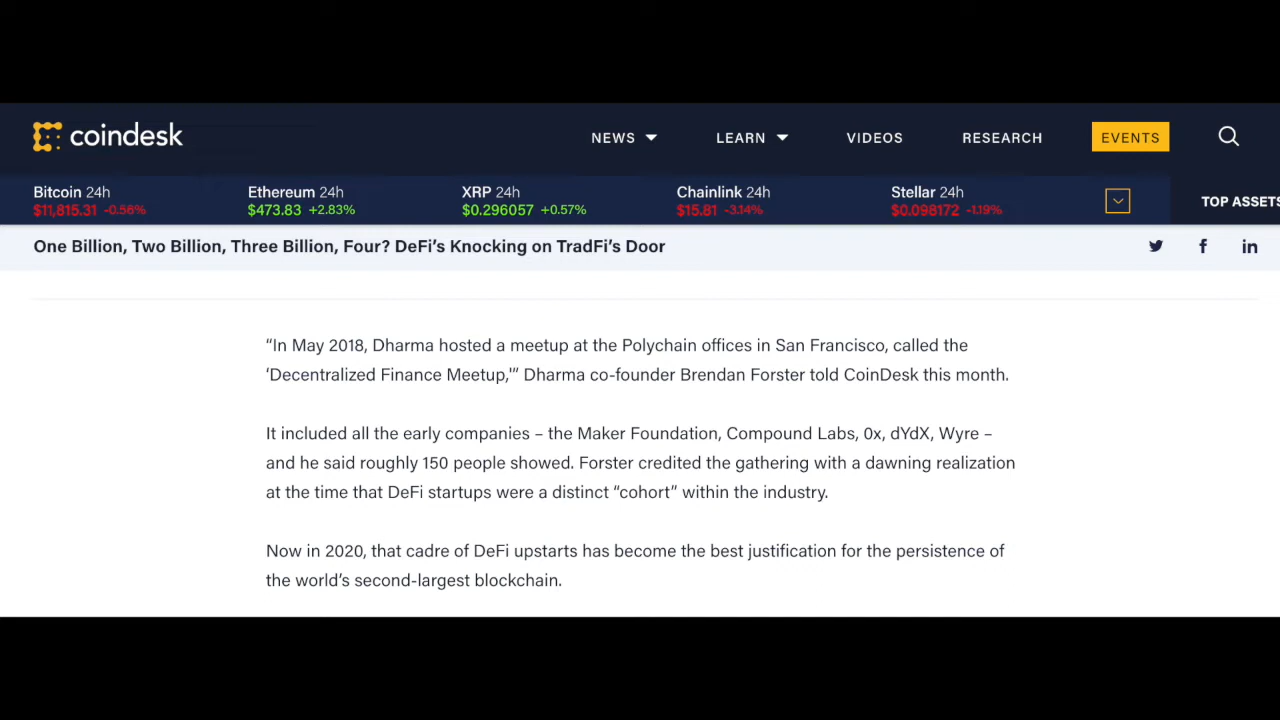 coindesk
NEWS LEARN VIDEOS RESEARCH EVENTS
Bitcoin 24h Ethereum 24h XRP 24h Chainlink 24h Stellar 24h
$11,815.31 -0.56% $473.83 +2.83% $0.296057 +0.57% $15.81 -3.14% $0.098172 -1.19%
TOP ASSETS
One Billion, Two Billion, Three Billion, Four? DeFi’s Knocking on TradFi’s Door
“In May 2018, Dharma hosted a meetup at the Polychain offices in San Francisco, called the
‘Decentralized Finance Meetup,'” Dharma co-founder Brendan Forster told CoinDesk this month.
It included all the early companies – the Maker Foundation, Compound Labs, 0x, dYdX, Wyre –
and he said roughly 150 people showed. Forster credited the gathering with a dawning realization
at the time that DeFi startups were a distinct “cohort” within the industry.
Now in 2020, that cadre of DeFi upstarts has become the best justification for the persistence of
the world’s second-largest blockchain.